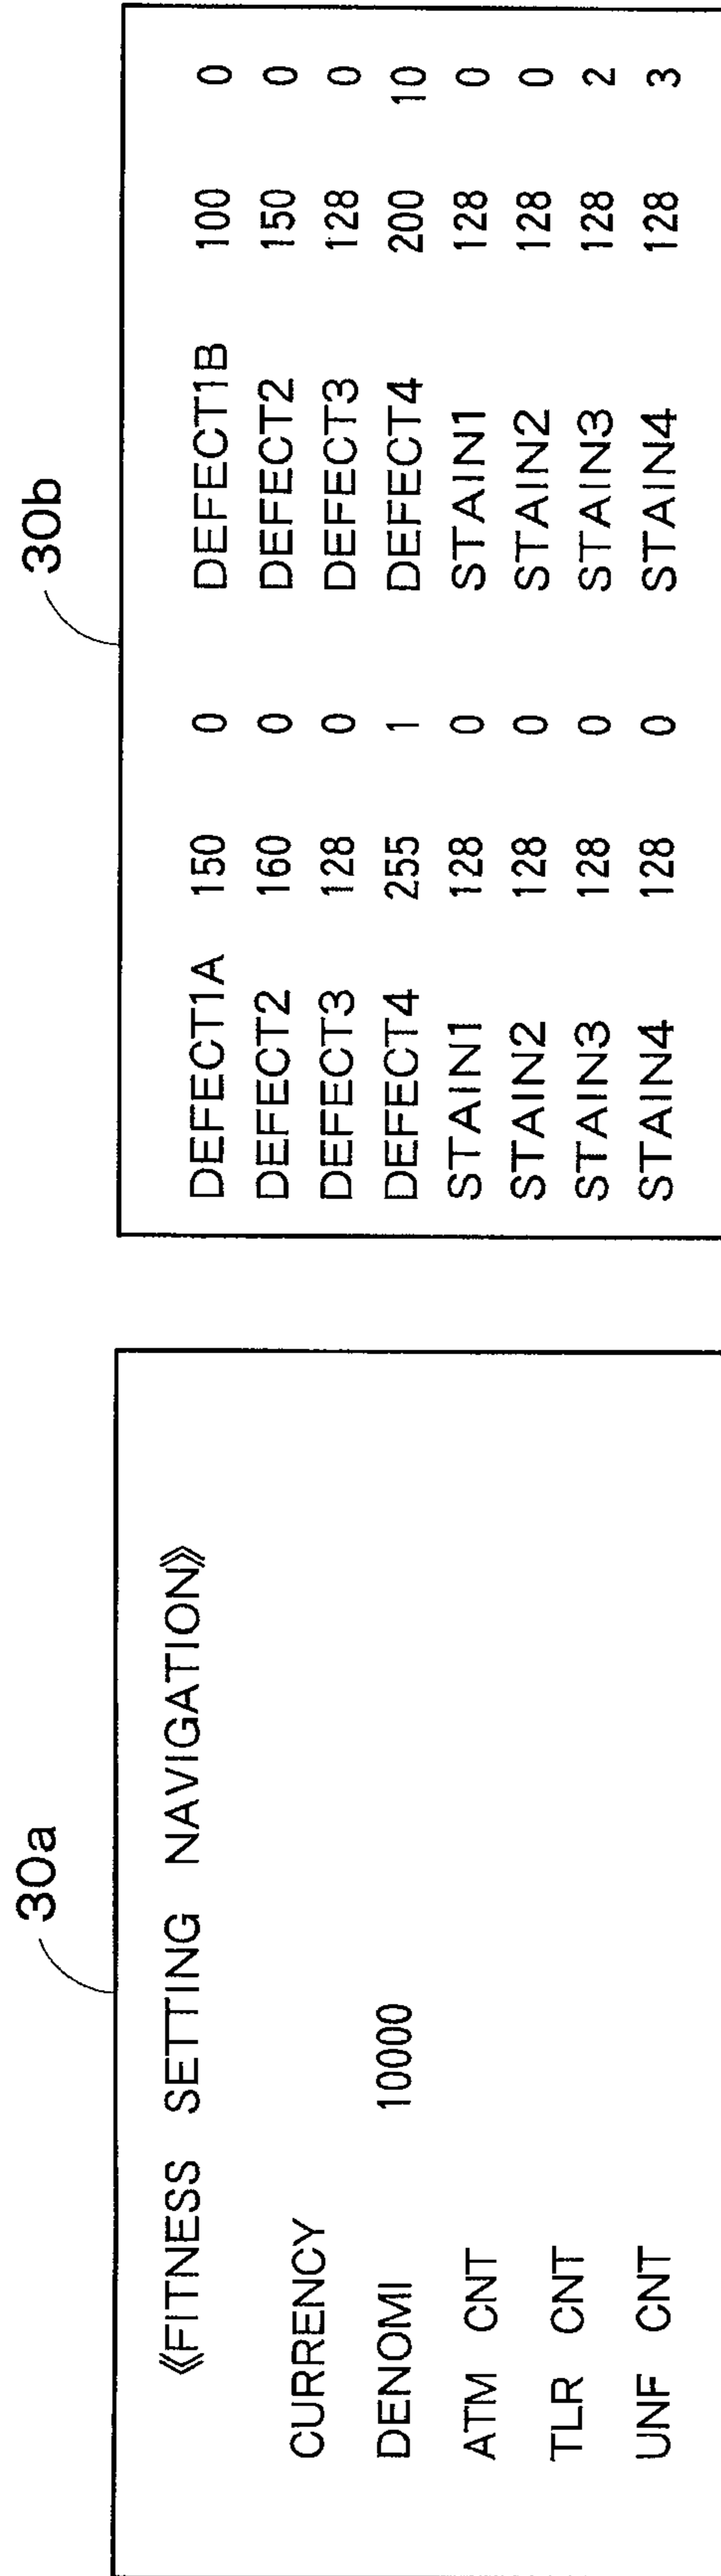 30a
《FITNESS SETTING NAVIGATION》
CURRENCY
DENOMI 10000
ATM CNT
TLR CNT
UNF CNT
30b
DEFECT1A 150 0 DEFECT1B 100 0
DEFECT2 160 0 DEFECT2 150 0
DEFECT3 128 0 DEFECT3 128 0
DEFECT4 255 1 DEFECT4 200 10
STAIN1 128 0 STAIN1 128 0
STAIN2 128 0 STAIN2 128 0
STAIN3 128 0 STAIN3 128 2
STAIN4 128 0 STAIN4 128 3